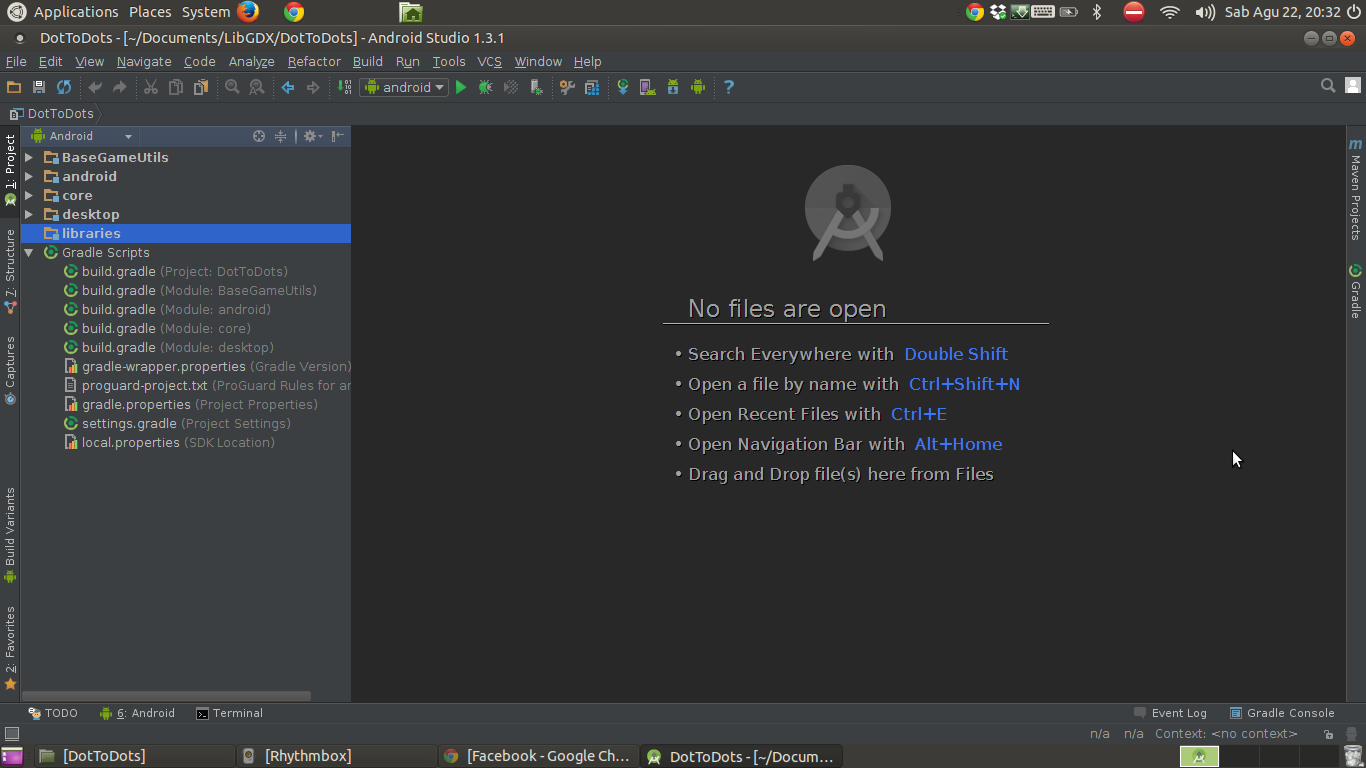 Applications Places System Sab Agu 22, 20:32
DotToDots - [~/Documents/LibGDX/DotToDots] - Android Studio 1.3.1
File Edit View Navigate Code Analyze Refactor Build Run Tools VCS Window Help
android
DotToDots
Android
1: Project
7: Structure
Captures
Build Variants
2: Favorites
BaseGameUtils
android
core
desktop
libraries
Gradle Scripts
build.gradle (Project: DotToDots)
build.gradle (Module: BaseGameUtils)
build.gradle (Module: android)
build.gradle (Module: core)
build.gradle (Module: desktop)
gradle-wrapper.properties (Gradle Version)
proguard-project.txt (ProGuard Rules for ar
gradle.properties (Project Properties)
settings.gradle (Project Settings)
local.properties (SDK Location)
No files are open
• Search Everywhere with Double Shift
• Open a file by name with Ctrl+Shift+N
• Open Recent Files with Ctrl+E
• Open Navigation Bar with Alt+Home
• Drag and Drop file(s) here from Files
m Maven Projects
Gradle
TODO 6: Android Terminal Event Log Gradle Console
n/a n/a Context: <no context>
[DotToDots] [Rhythmbox] [Facebook - Google Ch... DotToDots - [~/Docum...